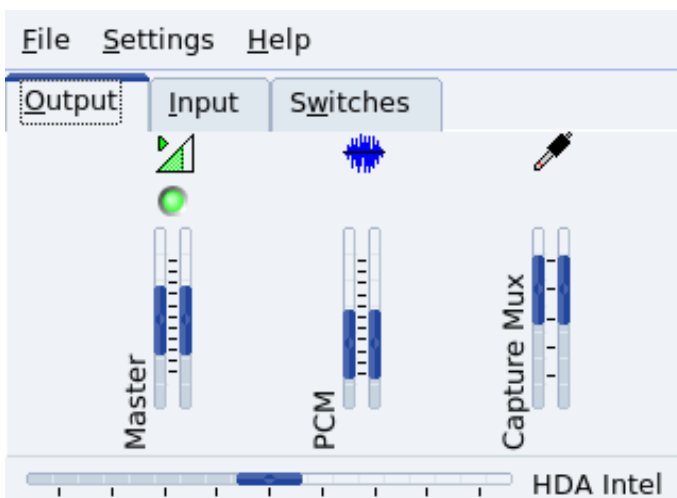 File Settings Help
Output Input Switches
Master
PCM
Capture Mux
HDA Intel